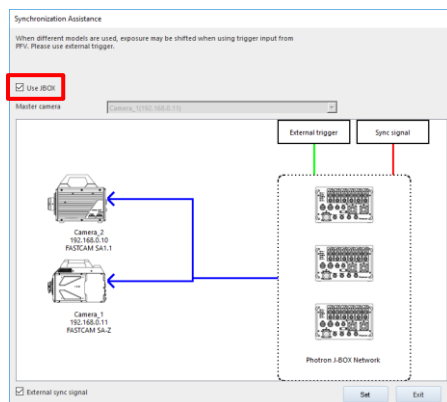 Synchronization Assistance
When different models are used, exposure may be shifted when using trigger input from
PFV. Please use external trigger.
Use JBOX
Master camera
Camera_1(192.168.0.11)
External trigger
Sync signal
Camera_2
192.168.0.10
FASTCAM SA1.1
Camera_1
192.168.0.11
FASTCAM SA-Z
Photron J-BOX Network
External sync signal
Set
Exit